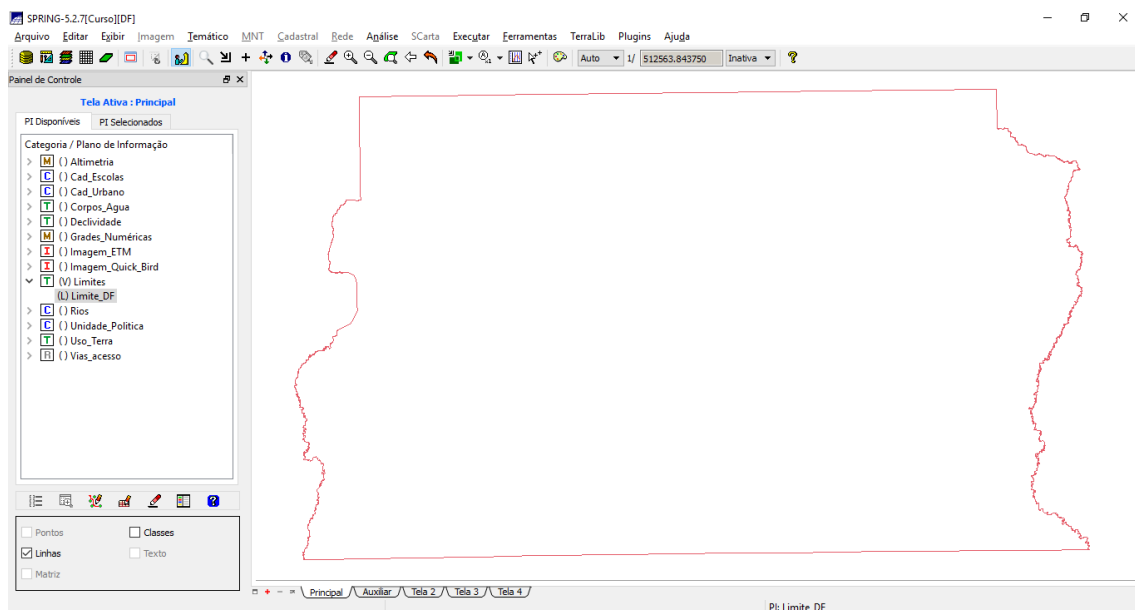 SPRING-5.2.7[Curso][DF]
Arquivo Editar Exibir Imagem Temático MNT Cadastral Rede Análise SCarta Executar Ferramentas TerraLib Plugins Ajuda
Auto 1/ 512563.843750 Inativa
Painel de Controle
Tela Ativa : Principal
PI Disponíveis PI Selecionados
Categoria / Plano de Informação
M () Altimetria
C () Cad_Escolas
C () Cad_Urbano
T () Corpos_Agua
T () Declividade
M () Grades_Numéricas
I () Imagem_ETM
I () Imagem_Quick_Bird
T (V) Limites
(L) Limite_DF
C () Rios
C () Unidade_Politica
T () Uso_Terra
R () Vias_acesso
Pontos Classes
Linhas Texto
Matriz
Principal Auxiliar Tela 2 Tela 3 Tela 4
PI: Limite_DF